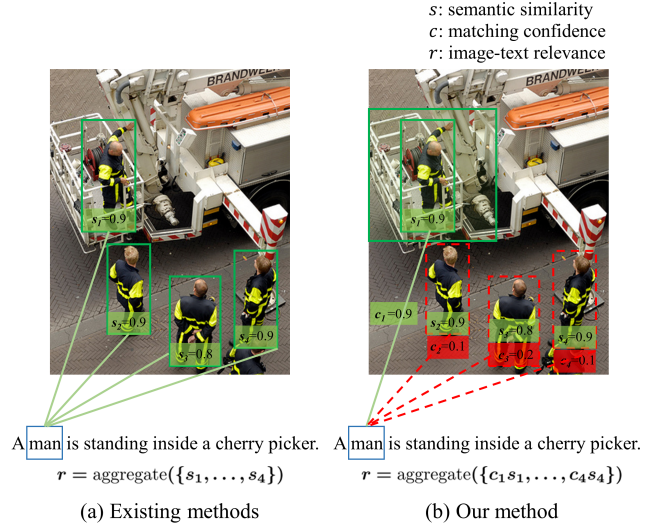 s: semantic similarity
c: matching confidence
r: image-text relevance
BRANDWEER
s₁=0.9
s₂=0.9
s₃=0.8
s₄=0.9
A man is standing inside a cherry picker.
r = aggregate({s₁, . . . , s₄})
(a) Existing methods
BRANDWEER
s₁=0.9
c₁=0.9
s₂=0.9
c₂=0.1
s₃=0.8
c₃=0.2
s₄=0.9
c₄=0.1
A man is standing inside a cherry picker.
r = aggregate({c₁s₁, . . . , c₄s₄})
(b) Our method